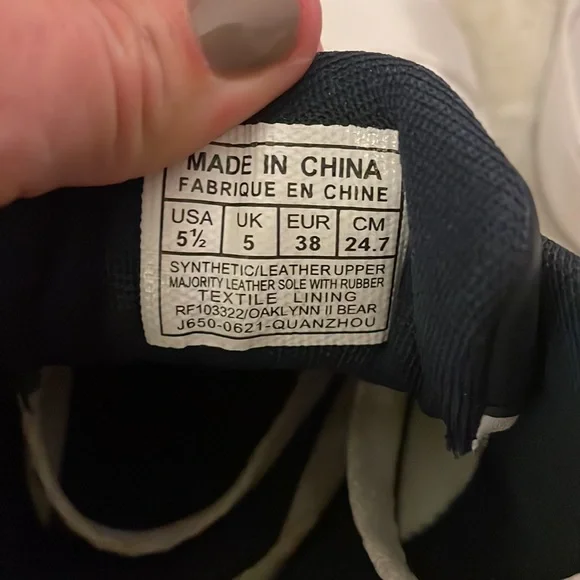 MADE IN CHINA
FABRIQUE EN CHINE
USA UK EUR CM
5½ 5 38 24.7
SYNTHETIC/LEATHER UPPER
MAJORITY LEATHER SOLE WITH RUBBER
TEXTILE LINING
RF103322/OAKLYNN II BEAR
J650-0621-QUANZHOU